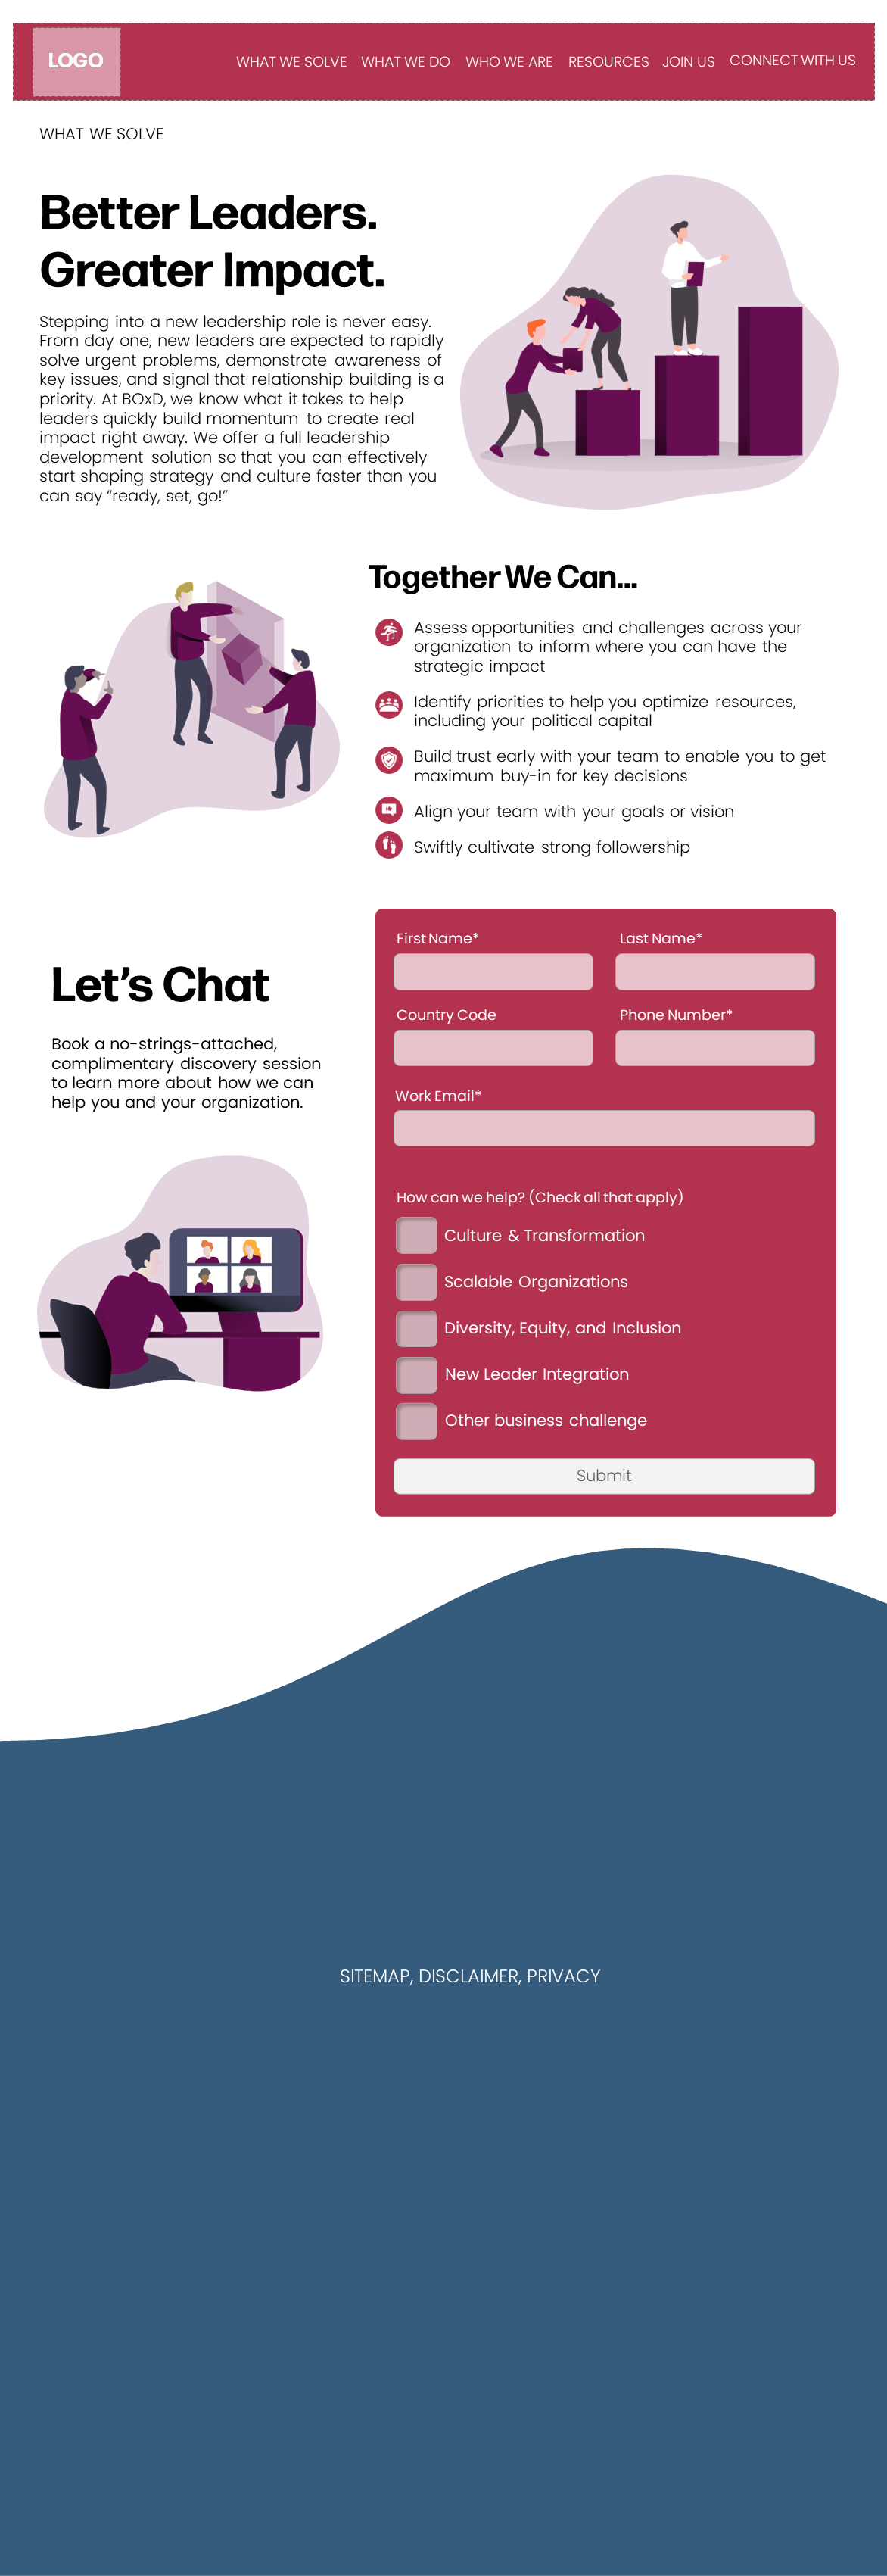 LOGO
WHAT WE SOLVE WHAT WE DO WHO WE ARE RESOURCES JOIN US CONNECT WITH US
WHAT WE SOLVE
Better Leaders.
Greater Impact.
Stepping into a new leadership role is never easy.
From day one, new leaders are expected to rapidly
solve urgent problems, demonstrate awareness of
key issues, and signal that relationship building is a
priority. At BOxD, we know what it takes to help
leaders quickly build momentum to create real
impact right away. We offer a full leadership
development solution so that you can effectively
start shaping strategy and culture faster than you
can say “ready, set, go!”
Together We Can...
Assess opportunities and challenges across your
organization to inform where you can have the
strategic impact
Identify priorities to help you optimize resources,
including your political capital
Build trust early with your team to enable you to get
maximum buy-in for key decisions
Align your team with your goals or vision
Swiftly cultivate strong followership
Let’s Chat
Book a no-strings-attached,
complimentary discovery session
to learn more about how we can
help you and your organization.
First Name* Last Name*
Country Code Phone Number*
Work Email*
How can we help? (Check all that apply)
Culture & Transformation
Scalable Organizations
Diversity, Equity, and Inclusion
New Leader Integration
Other business challenge
Submit
SITEMAP, DISCLAIMER, PRIVACY